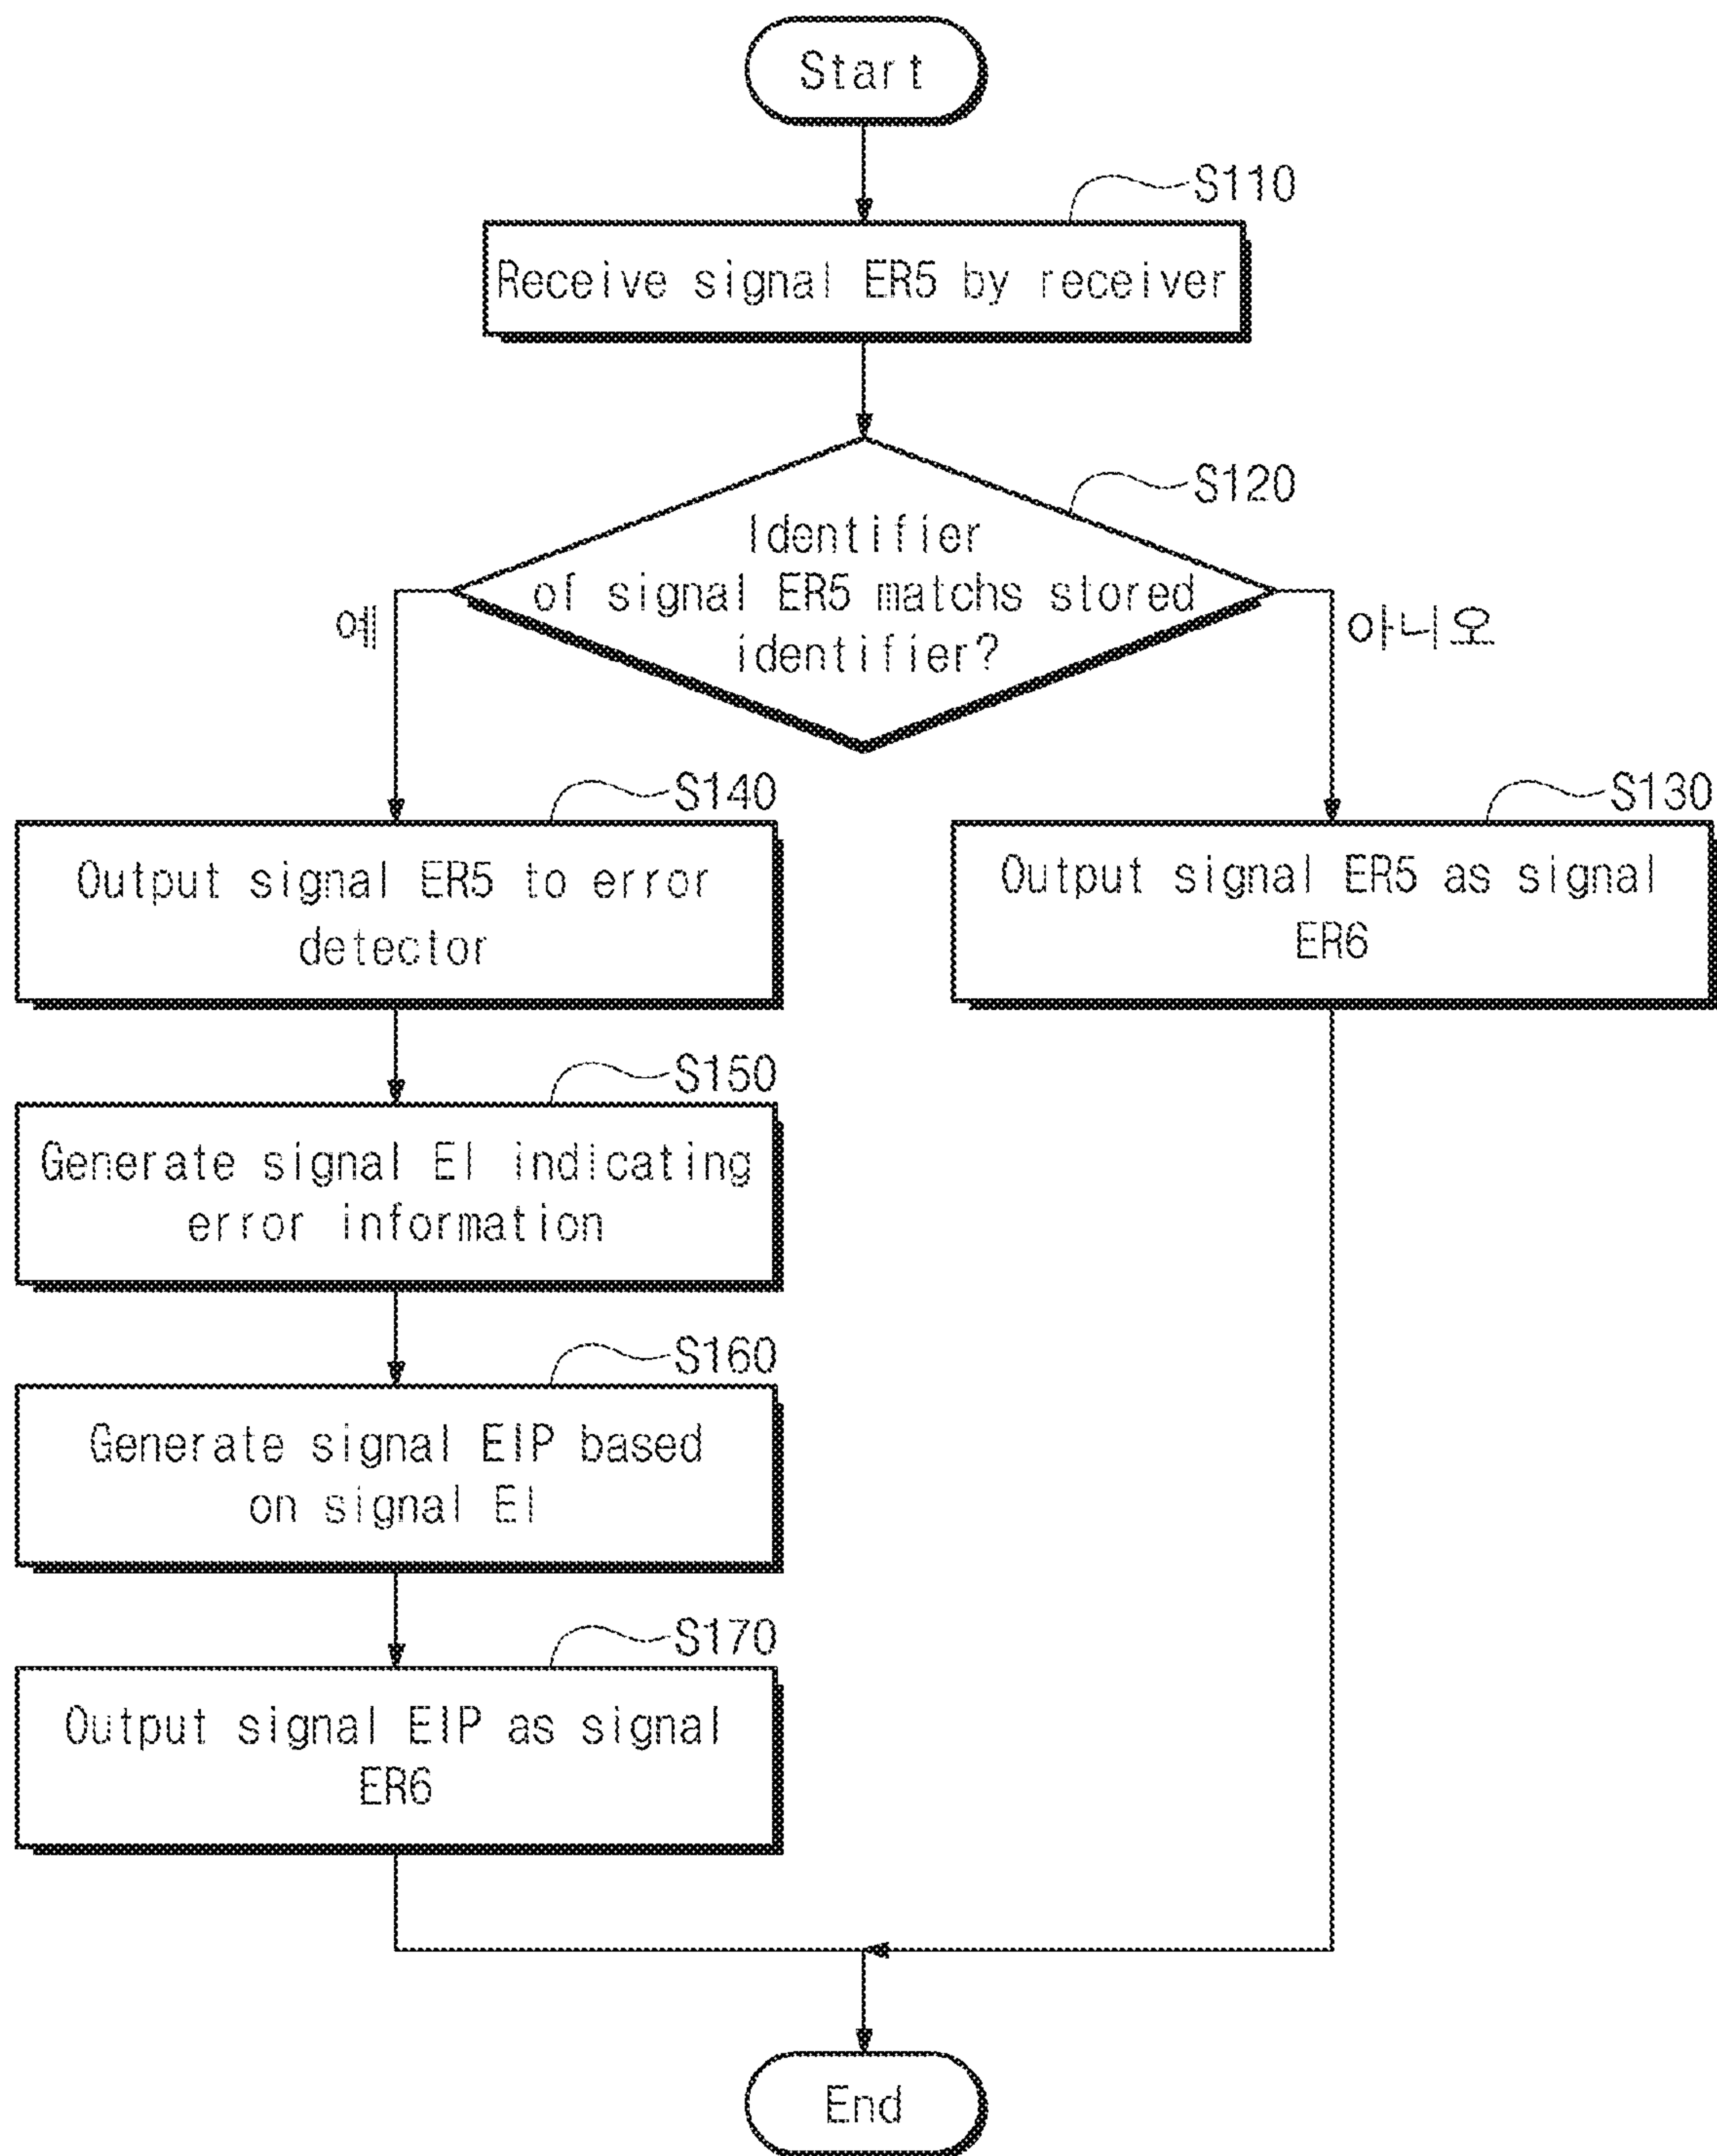 Start
S110
Receive signal ER5 by receiver
S120
Identifier
of signal ER5 matchs stored
identifier?
예
아니오
S140
Output signal ER5 to error
detector
S130
Output signal ER5 as signal
ER6
S150
Generate signal EI indicating
error information
S160
Generate signal EIP based
on signal EI
S170
Output signal EIP as signal
ER6
End